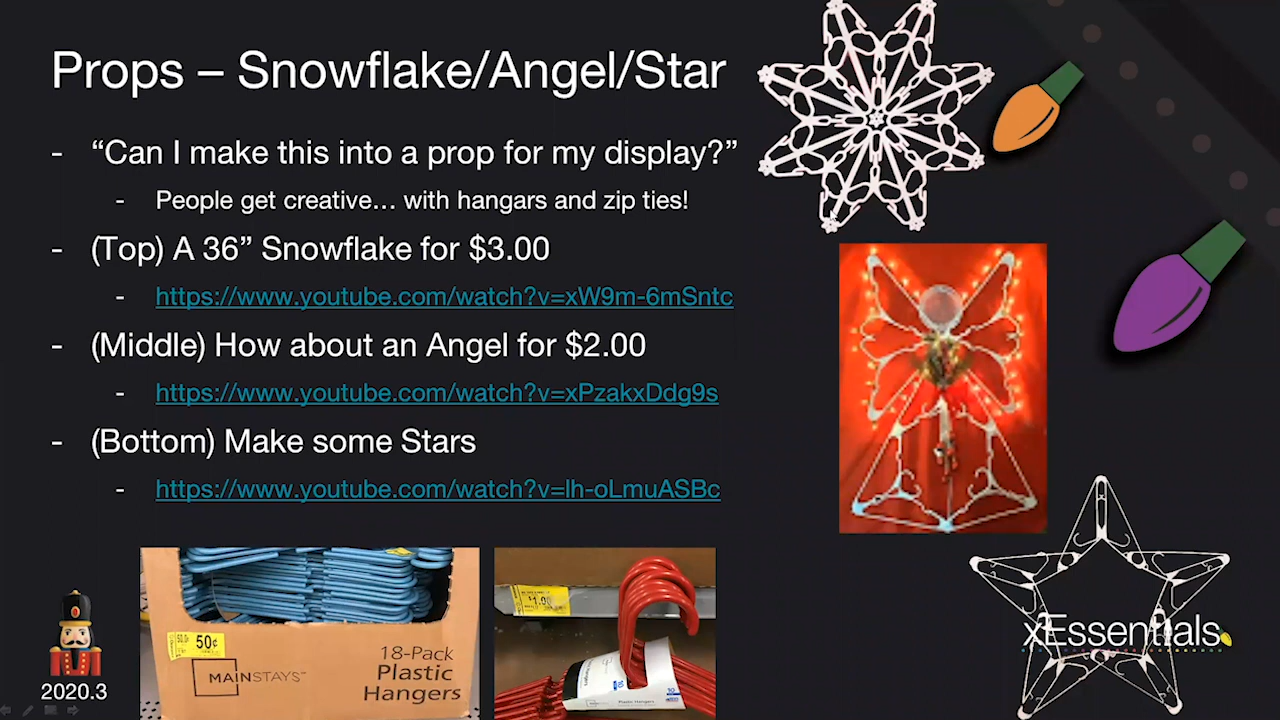 Props – Snowflake/Angel/Star
- “Can I make this into a prop for my display?”
- People get creative… with hangars and zip ties!
- (Top) A 36” Snowflake for $3.00
- https://www.youtube.com/watch?v=xW9m-6mSntc
- (Middle) How about an Angel for $2.00
- https://www.youtube.com/watch?v=xPzakxDdg9s
- (Bottom) Make some Stars
- https://www.youtube.com/watch?v=lh-oLmuASBc
50¢
MAINSTAYS
18-Pack
Plastic
Hangers
Plastic Hangers
10
xEssentials
2020.3